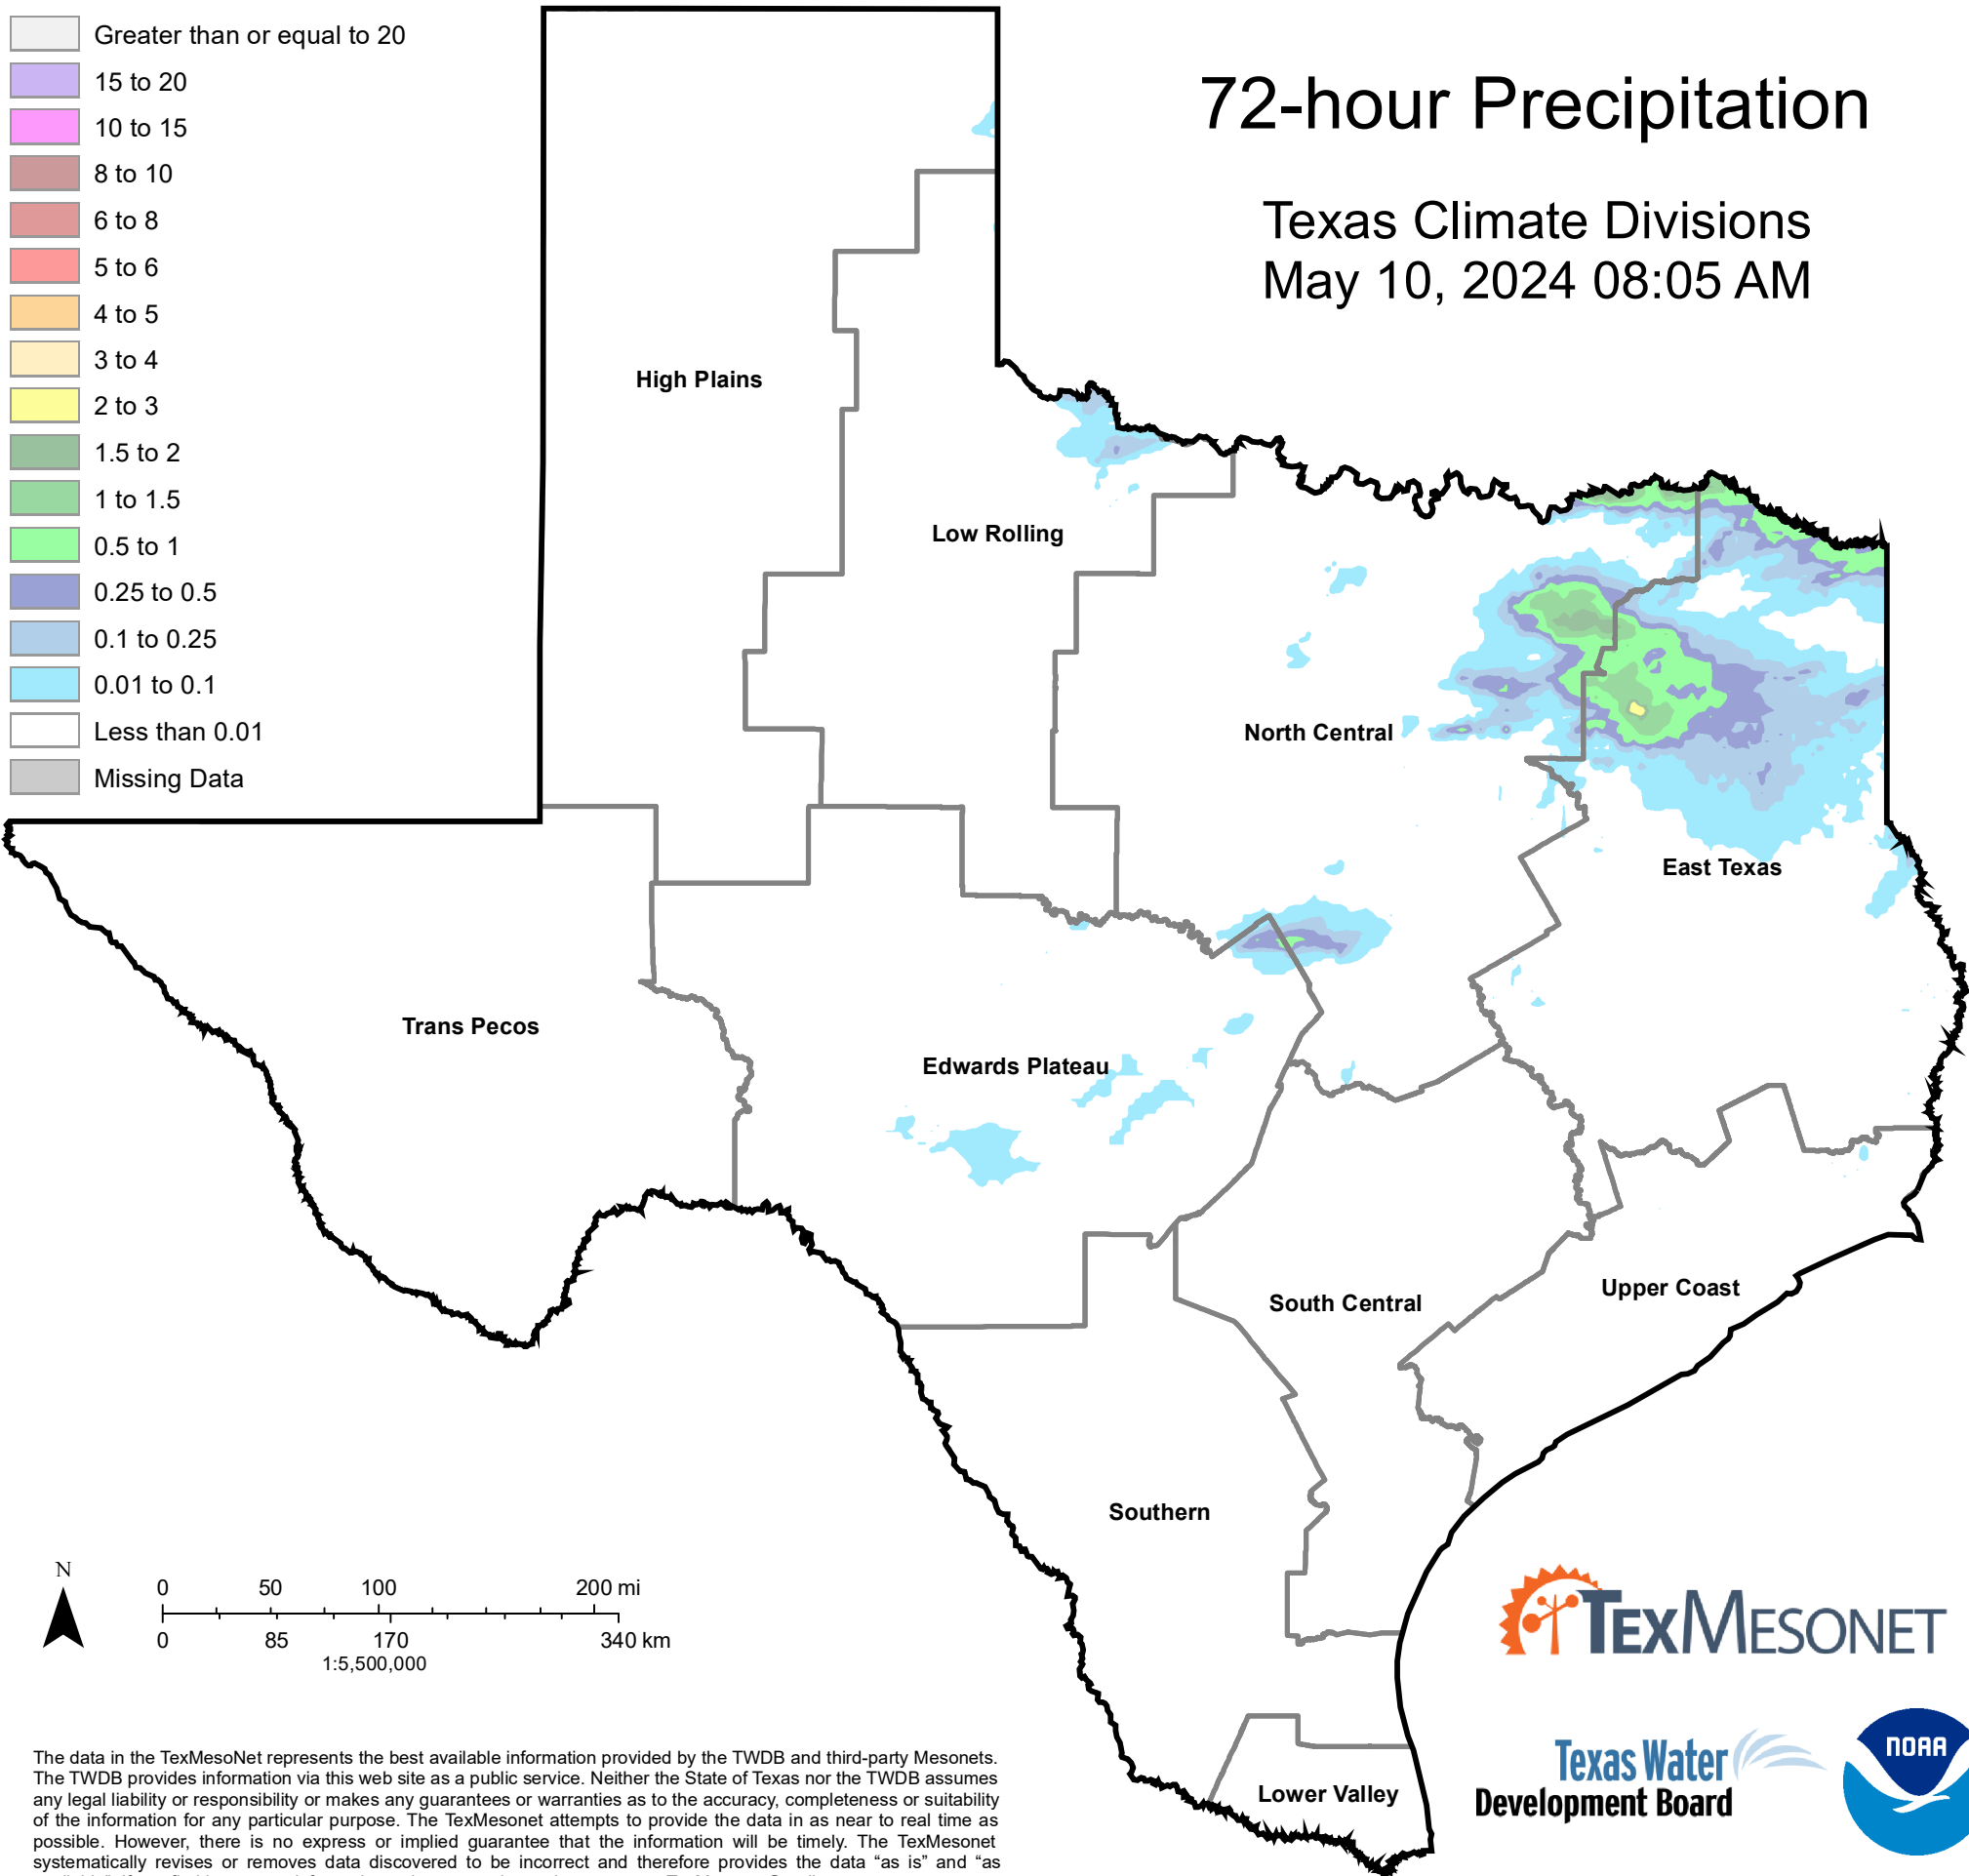 Greater than or equal to 20
15 to 20
10 to 15
8 to 10
6 to 8
5 to 6
4 to 5
3 to 4
2 to 3
1.5 to 2
1 to 1.5
0.5 to 1
0.25 to 0.5
0.1 to 0.25
0.01 to 0.1
Less than 0.01
Missing Data
72-hour Precipitation
Texas Climate Divisions
May 10, 2024 08:05 AM
High Plains
Low Rolling
North Central
East Texas
Trans Pecos
Edwards Plateau
South Central
Upper Coast
Southern
Lower Valley
N
0 50 100 200 mi
0 85 170 340 km
1:5,500,000
The data in the TexMesoNet represents the best available information provided by the TWDB and third-party Mesonets.
The TWDB provides information via this web site as a public service. Neither the State of Texas nor the TWDB assumes
any legal liability or responsibility or makes any guarantees or warranties as to the accuracy, completeness or suitability
of the information for any particular purpose. The TexMesonet attempts to provide the data in as near to real time as
possible. However, there is no express or implied guarantee that the information will be timely. The TexMesonet
systematically revises or removes data discovered to be incorrect and therefore provides the data “as is” and “as
TEXMESONET
Texas Water
Development Board
NOAA